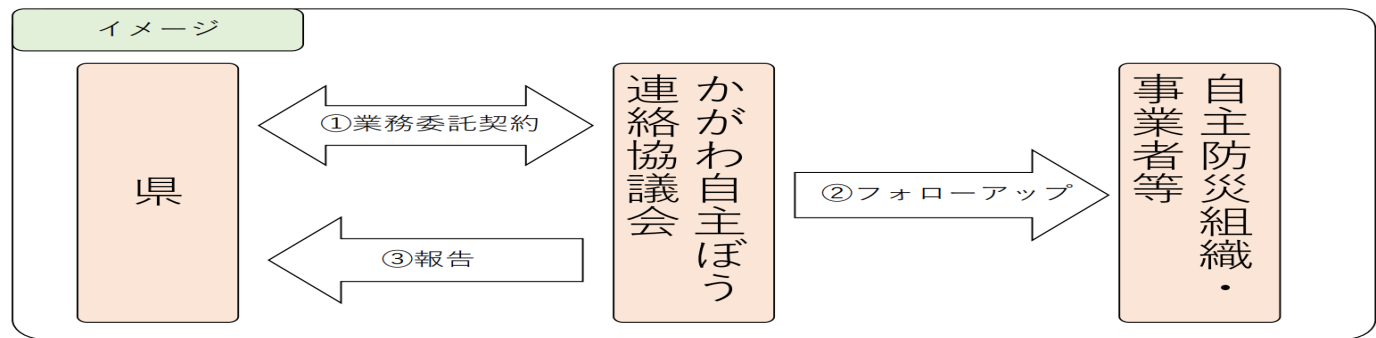 イメージ
県
①業務委託契約
③報告
かがわ自主ぼう
連絡協議会
②フォローアップ
自主防災組織・
事業者等